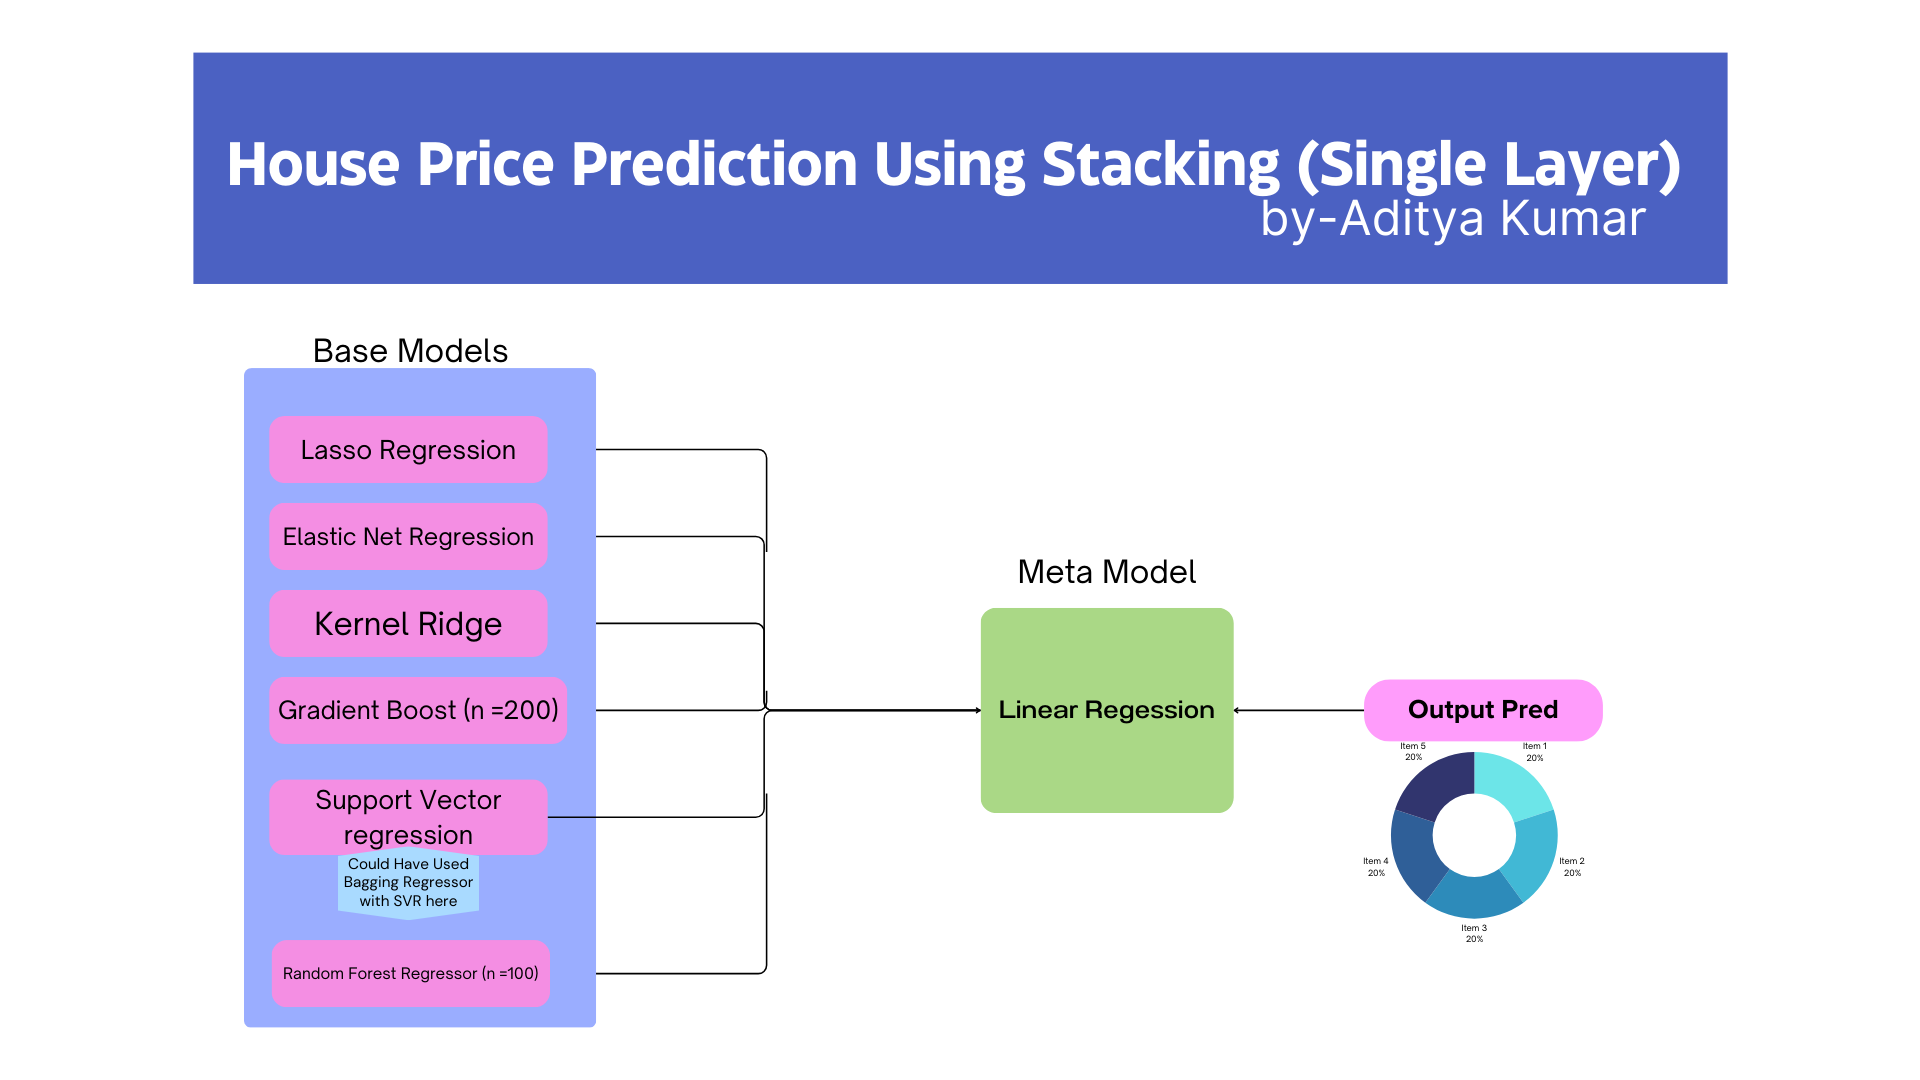 House Price Prediction Using Stacking (Single Layer)
by-Aditya Kumar
Base Models
Lasso Regression
Elastic Net Regression
Kernel Ridge
Gradient Boost (n =200)
Support Vector
regression
Could Have Used
Bagging Regressor
with SVR here
Random Forest Regressor (n =100)
Meta Model
Linear Regession
Output Pred
Item 5
20%
Item 1
20%
Item 4
20%
Item 2
20%
Item 3
20%